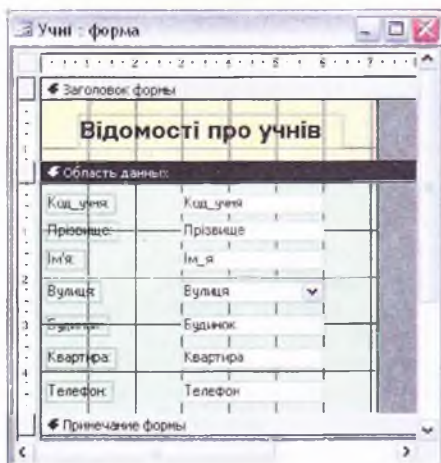 Учні : форма
Заголовок формы
Відомості про учнів
Область данных
Код_учня: Код_учня
Прізвище: Прізвище
Ім'я: Ім_я
Вулиця: Вулиця
Будинок: Будинок
Квартира: Квартира
Телефон: Телефон
Примечание формы